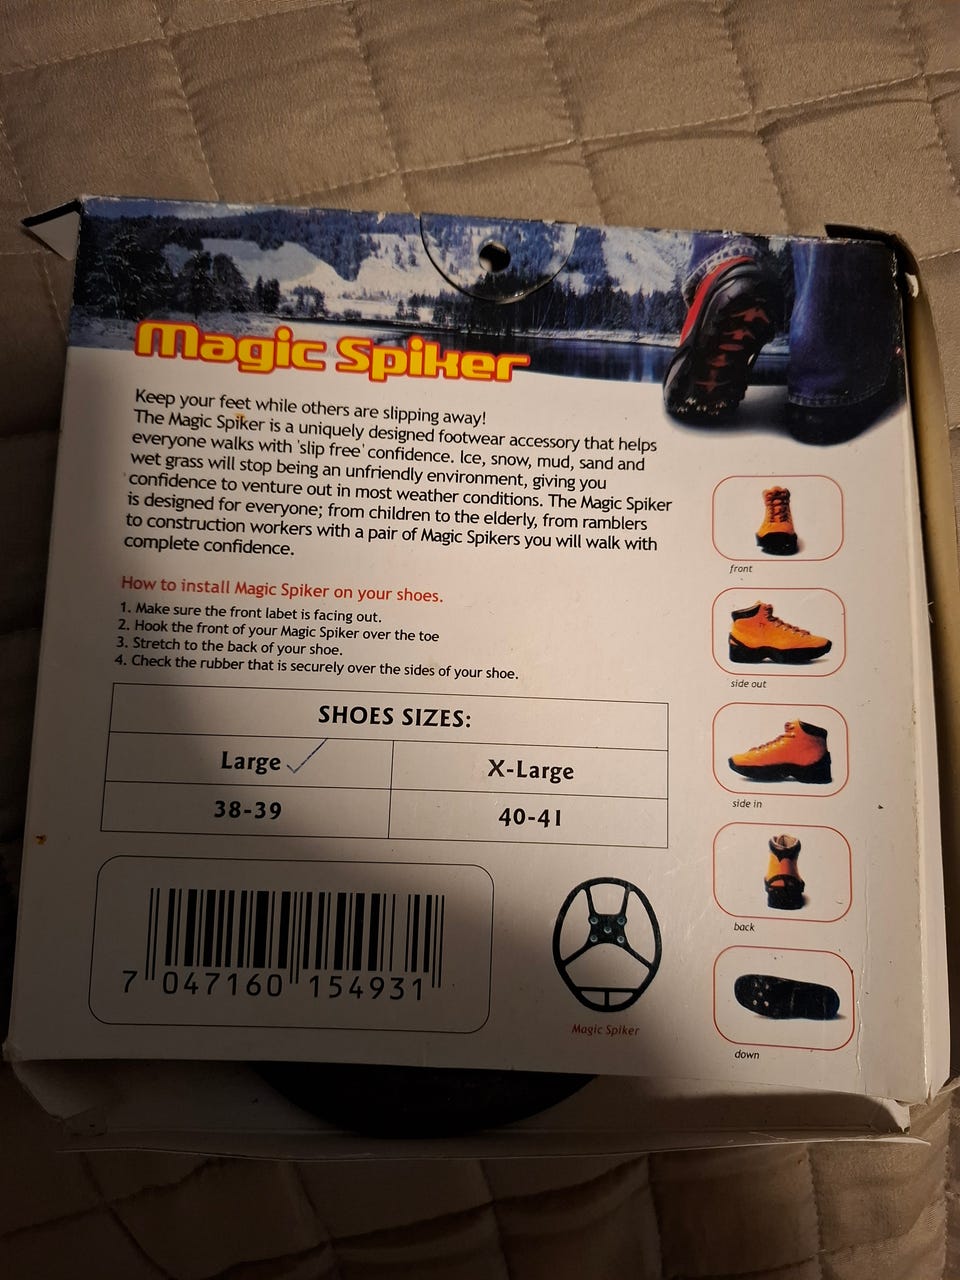 Magic Spiker
Keep your feet while others are slipping away!
The Magic Spiker is a uniquely designed footwear accessory that helps
everyone walks with 'slip free' confidence. Ice, snow, mud, sand and
wet grass will stop being an unfriendly environment, giving you
confidence to venture out in most weather conditions. The Magic Spiker
is designed for everyone; from children to the elderly, from ramblers
to construction workers with a pair of Magic Spikers you will walk with
complete confidence.
How to install Magic Spiker on your shoes.
1. Make sure the front labet is facing out.
2. Hook the front of your Magic Spiker over the toe
3. Stretch to the back of your shoe.
4. Check the rubber that is securely over the sides of your shoe.
SHOES SIZES:
Large X-Large
38-39 40-41
7 047160 154931
Magic Spiker
front
side out
side in
back
down